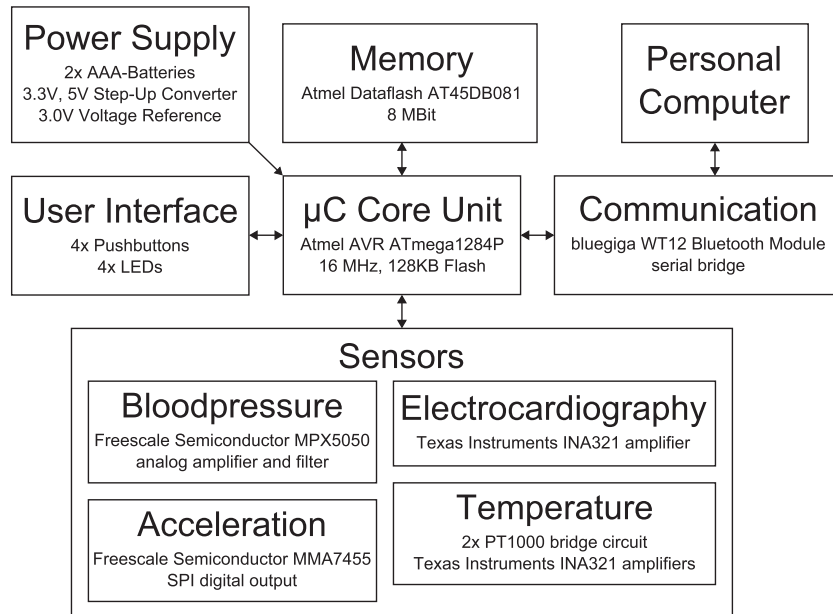 Power Supply
2x AAA-Batteries
3.3V, 5V Step-Up Converter
3.0V Voltage Reference
Memory
Atmel Dataflash AT45DB081
8 MBit
Personal
Computer
User Interface
4x Pushbuttons
4x LEDs
µC Core Unit
Atmel AVR ATmega1284P
16 MHz, 128KB Flash
Communication
bluegiga WT12 Bluetooth Module
serial bridge
Sensors
Bloodpressure
Freescale Semiconductor MPX5050
analog amplifier and filter
Electrocardiography
Texas Instruments INA321 amplifier
Acceleration
Freescale Semiconductor MMA7455
SPI digital output
Temperature
2x PT1000 bridge circuit
Texas Instruments INA321 amplifiers